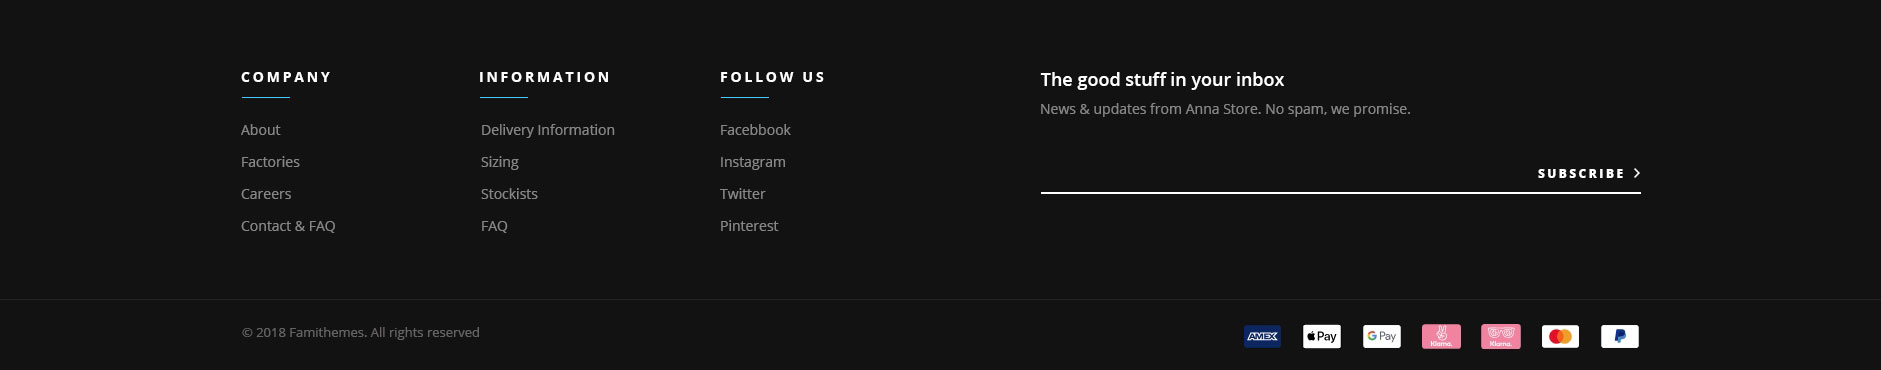 COMPANY
About
Factories
Careers
Contact & FAQ
INFORMATION
Delivery Information
Sizing
Stockists
FAQ
FOLLOW US
Facebbook
Instagram
Twitter
Pinterest
The good stuff in your inbox
News & updates from Anna Store. No spam, we promise.
SUBSCRIBE
© 2018 Famithemes. All rights reserved
AMEX
Pay
G Pay
Klarna.
Klarna.